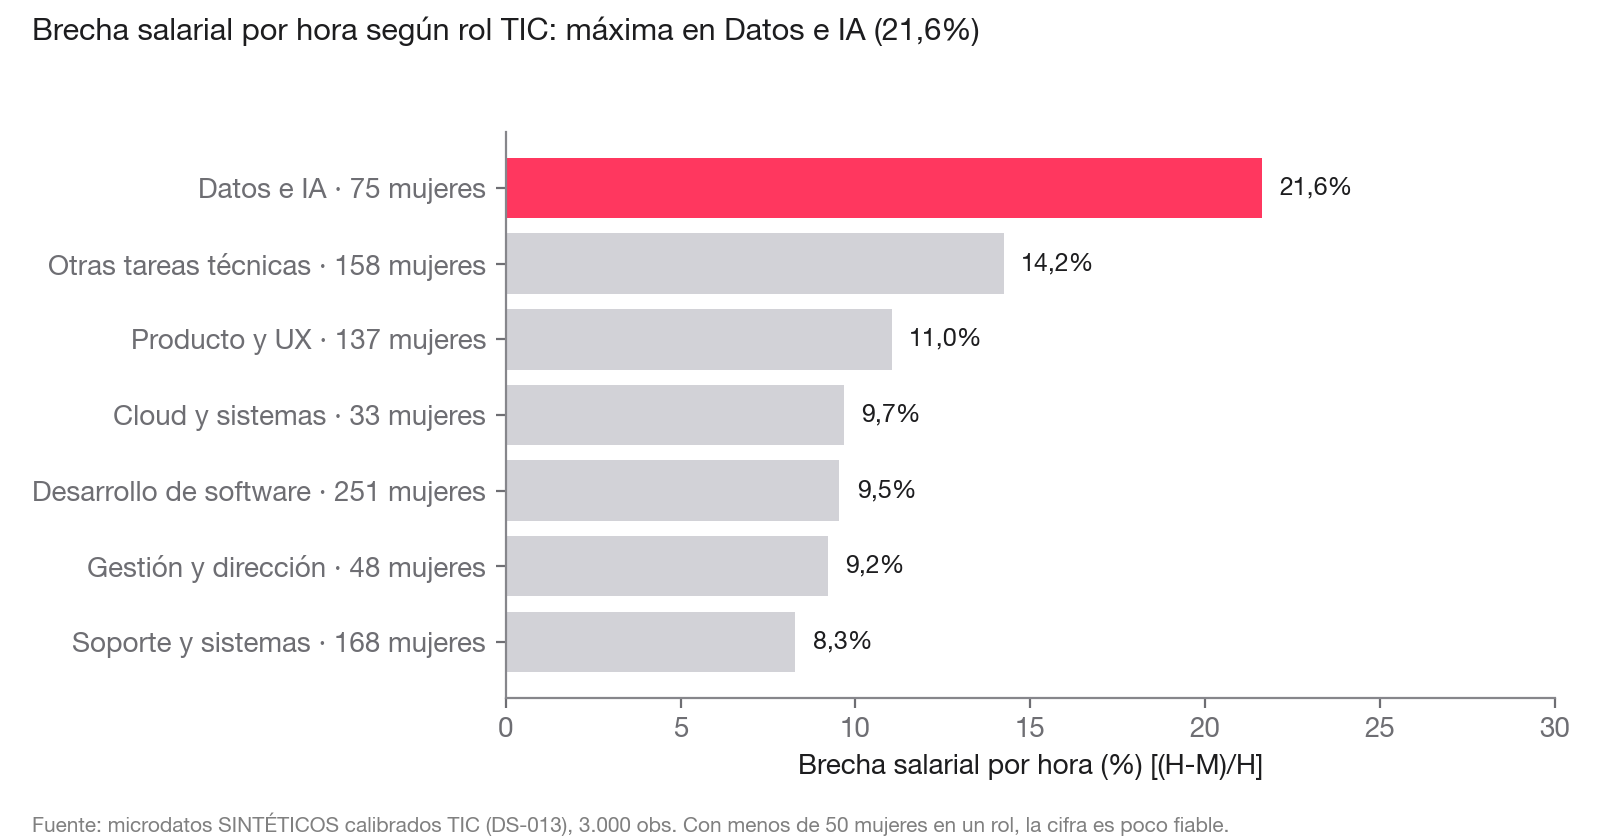 Brecha salarial por hora según rol TIC: máxima en Datos e IA (21,6%)
Datos e IA · 75 mujeres
21,6%
Otras tareas técnicas · 158 mujeres
14,2%
Producto y UX · 137 mujeres
11,0%
Cloud y sistemas · 33 mujeres
9,7%
Desarrollo de software · 251 mujeres
9,5%
Gestión y dirección · 48 mujeres
9,2%
Soporte y sistemas · 168 mujeres
8,3%
0 5 10 15 20 25 30
Brecha salarial por hora (%) [(H-M)/H]
Fuente: microdatos SINTÉTICOS calibrados TIC (DS-013), 3.000 obs. Con menos de 50 mujeres en un rol, la cifra es poco fiable.